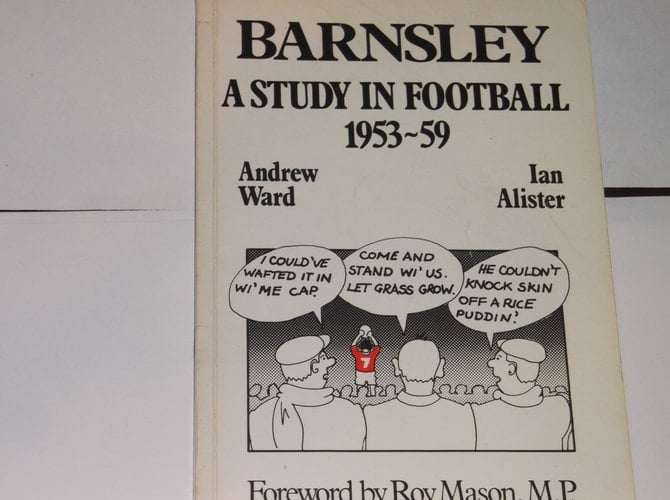 BARNSLEY
A STUDY IN FOOTBALL
1953~59
Andrew
Ward
Ian
Alister
I COULD'VE
WAFTED IT IN
WI' ME CAP.
COME AND
STAND WI' US.
LET GRASS GROW.
HE COULDN'T
KNOCK SKIN
OFF A RICE
PUDDIN'.
7
Foreword by Roy Mason, M.P.